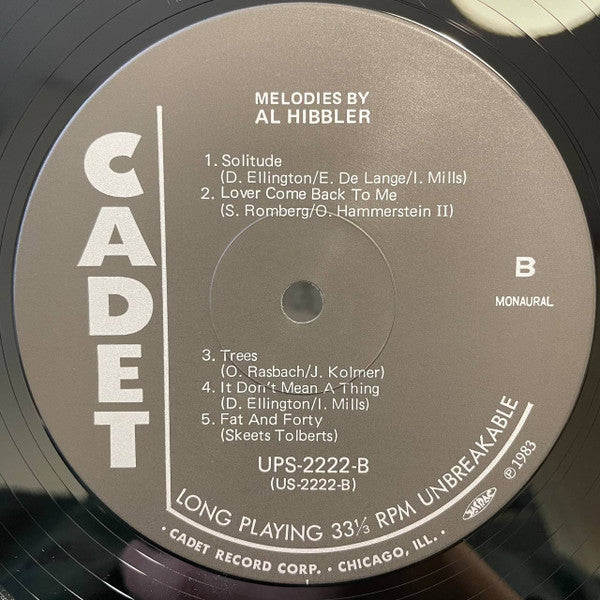 CADET
MELODIES BY
AL HIBBLER
1. Solitude
(D. Ellington/E. De Lange/I. Mills)
2. Lover Come Back To Me
(S. Romberg/O. Hammerstein II)
B
MONAURAL
3. Trees
(O. Rasbach/J. Kolmer)
4. It Don't Mean A Thing
(D. Ellington/I. Mills)
5. Fat And Forty
(Skeets Tolberts)
UPS-2222-B
(US-2222-B)
LONG PLAYING 33⅓ RPM UNBREAKABLE
℗1983
JASRAC
· CADET RECORD CORP. · CHICAGO, ILL. ·